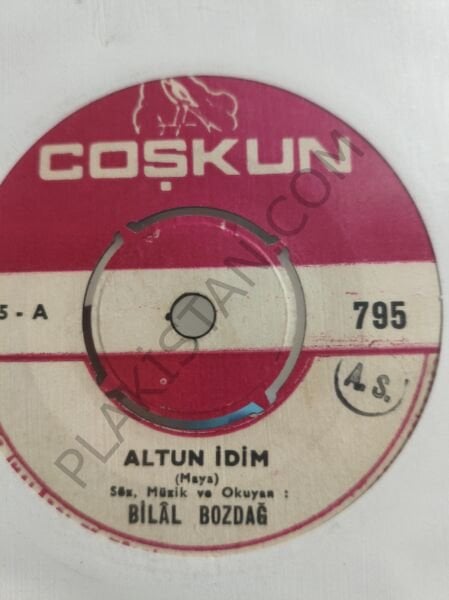 COŞKUN
5 - A
795
A. S.
ALTUN İDİM
(Maya)
Söz, Müzik ve Okuyan :
BİLÂL BOZDAĞ
PLAKİSTAN.COM